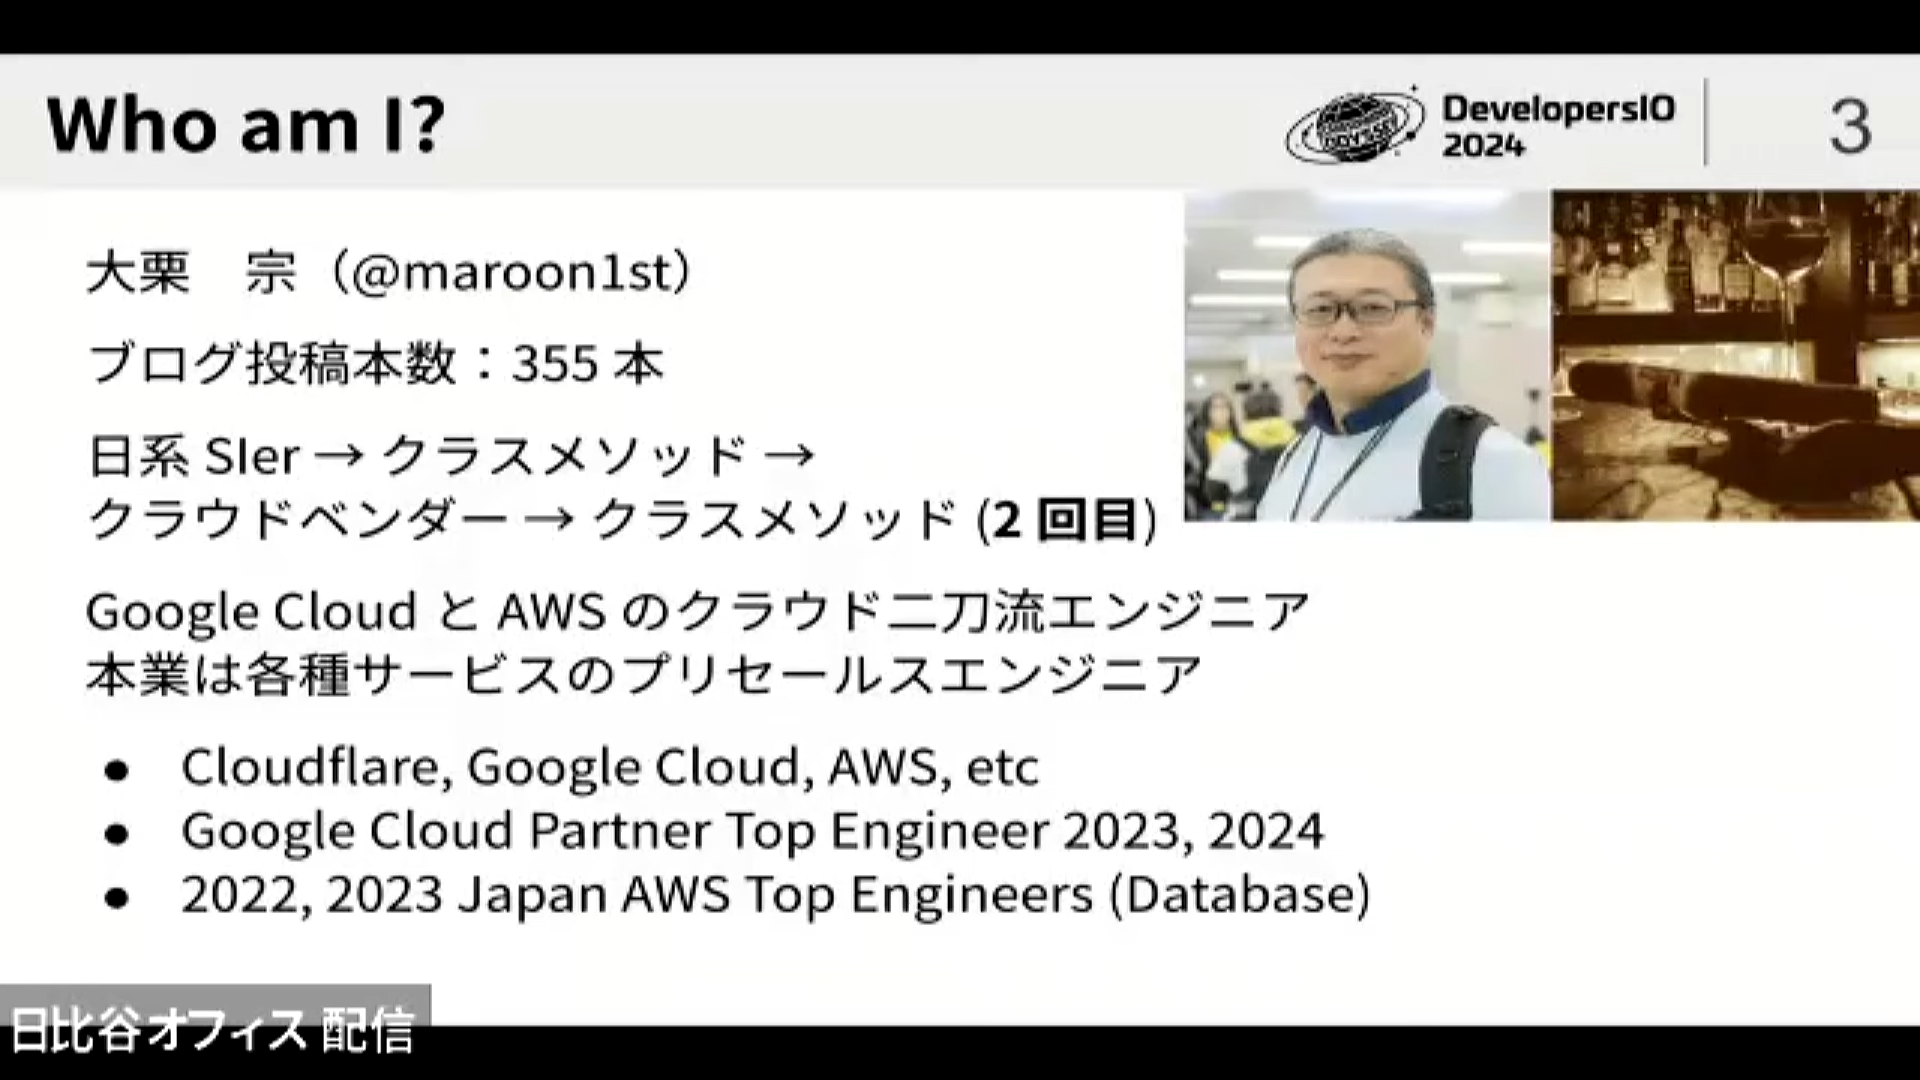 Who am I?
ODYSSEY
DevelopersIO
2024
3
大栗　宗（@maroon1st）
ブログ投稿本数：355 本
日系 SIer → クラスメソッド →
クラウドベンダー → クラスメソッド (2 回目)
Google Cloud と AWS のクラウド二刀流エンジニア
本業は各種サービスのプリセールスエンジニア
● Cloudflare, Google Cloud, AWS, etc
● Google Cloud Partner Top Engineer 2023, 2024
● 2022, 2023 Japan AWS Top Engineers (Database)
日比谷オフィス 配信